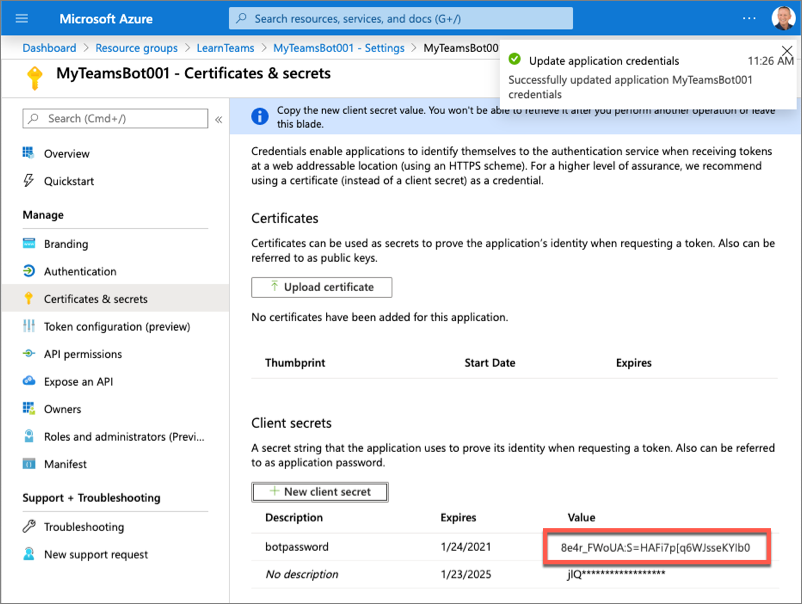 Microsoft Azure
Search resources, services, and docs (G+/)
Dashboard > Resource groups > LearnTeams > MyTeamsBot001 - Settings > MyTeamsBot00
Update application credentials
11:26 AM
Successfully updated application MyTeamsBot001
credentials
MyTeamsBot001 - Certificates & secrets
Search (Cmd+/)
Overview
Quickstart
Manage
Branding
Authentication
Certificates & secrets
Token configuration (preview)
API permissions
Expose an API
Owners
Roles and administrators (Previ...
Manifest
Support + Troubleshooting
Troubleshooting
New support request
Copy the new client secret value. You won't be able to retrieve it after you perform another operation or leave
this blade.
Credentials enable applications to identify themselves to the authentication service when receiving tokens
at a web addressable location (using an HTTPS scheme). For a higher level of assurance, we recommend
using a certificate (instead of a client secret) as a credential.
Certificates
Certificates can be used as secrets to prove the application's identity when requesting a token. Also can be
referred to as public keys.
Upload certificate
No certificates have been added for this application.
Thumbprint Start Date Expires
Client secrets
A secret string that the application uses to prove its identity when requesting a token. Also can be referred
to as application password.
New client secret
Description Expires Value
botpassword 1/24/2021 8e4r_FWoUA:S=HAFi7p[q6WJsseKYlb0
No description 1/23/2025 jlQ******************